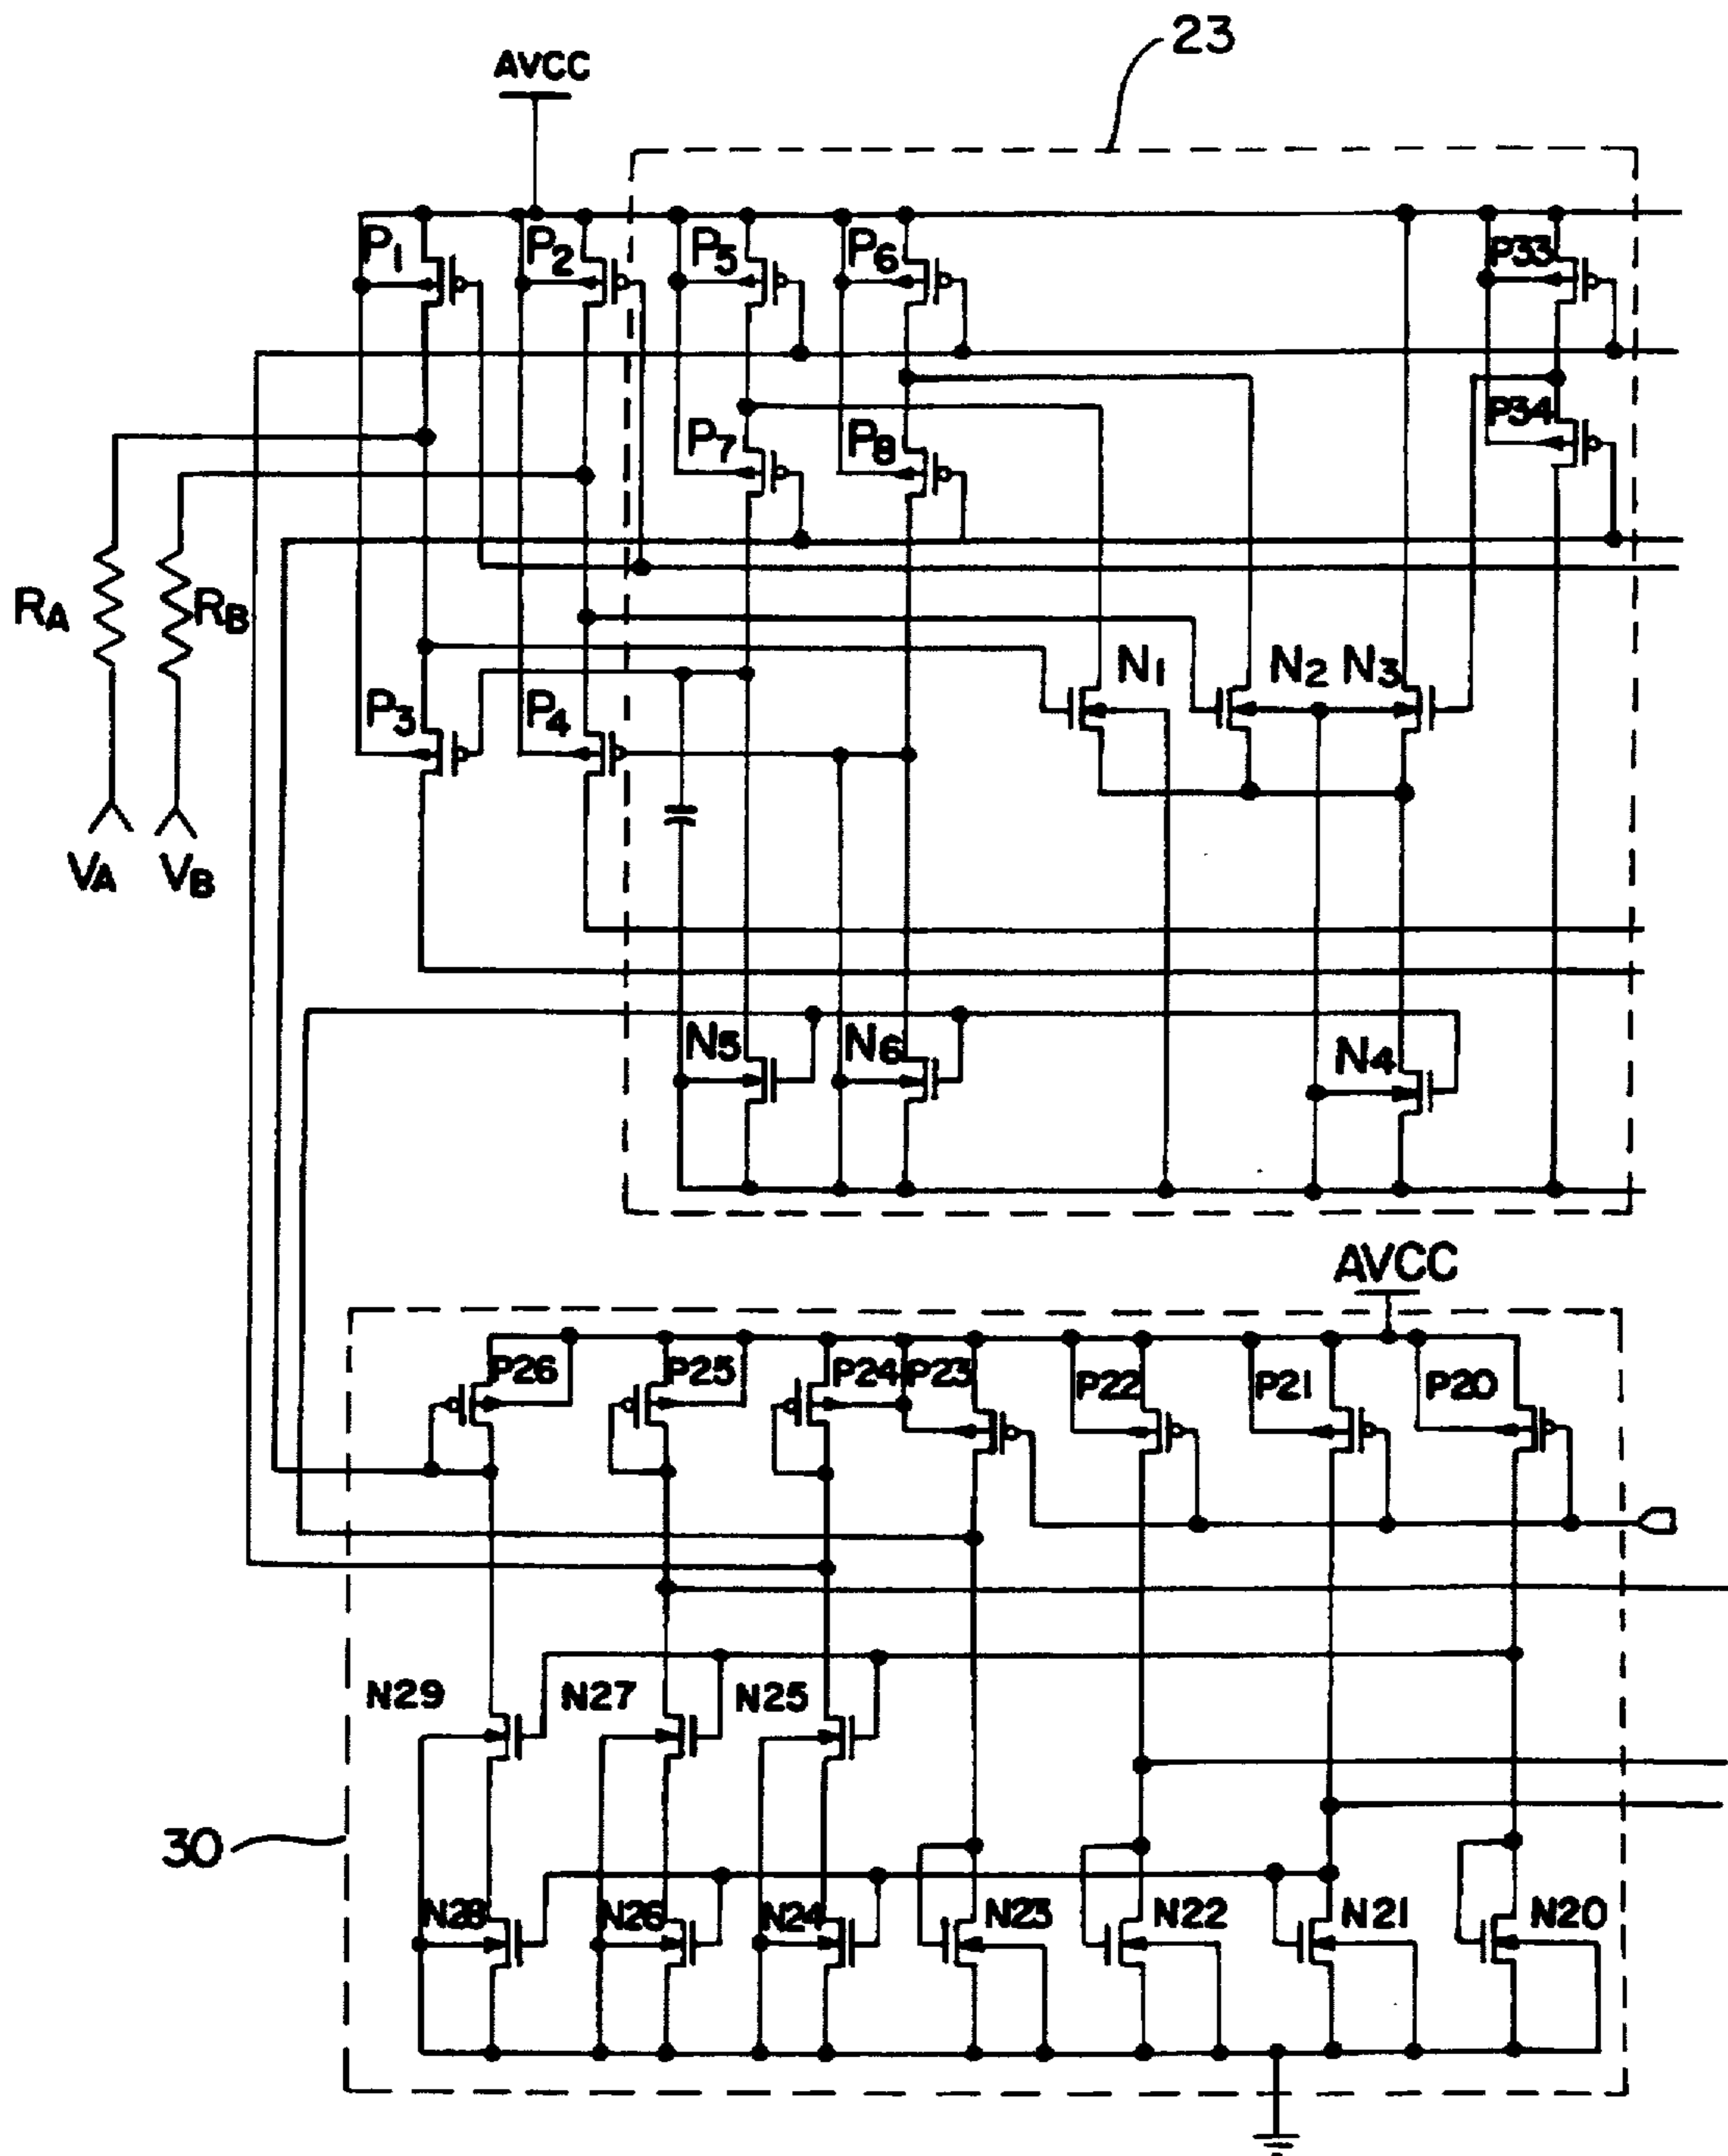 23
AVCC
P1 P2 P5 P6 P33
P7 P8 P34
RA RB
P3 P4 N1 N2 N3
VA VB
N5 N6 N4
AVCC
P26 P25 P24 P23 P22 P21 P20
N29 N27 N25
30
N28 N26 N24 N23 N22 N21 N20